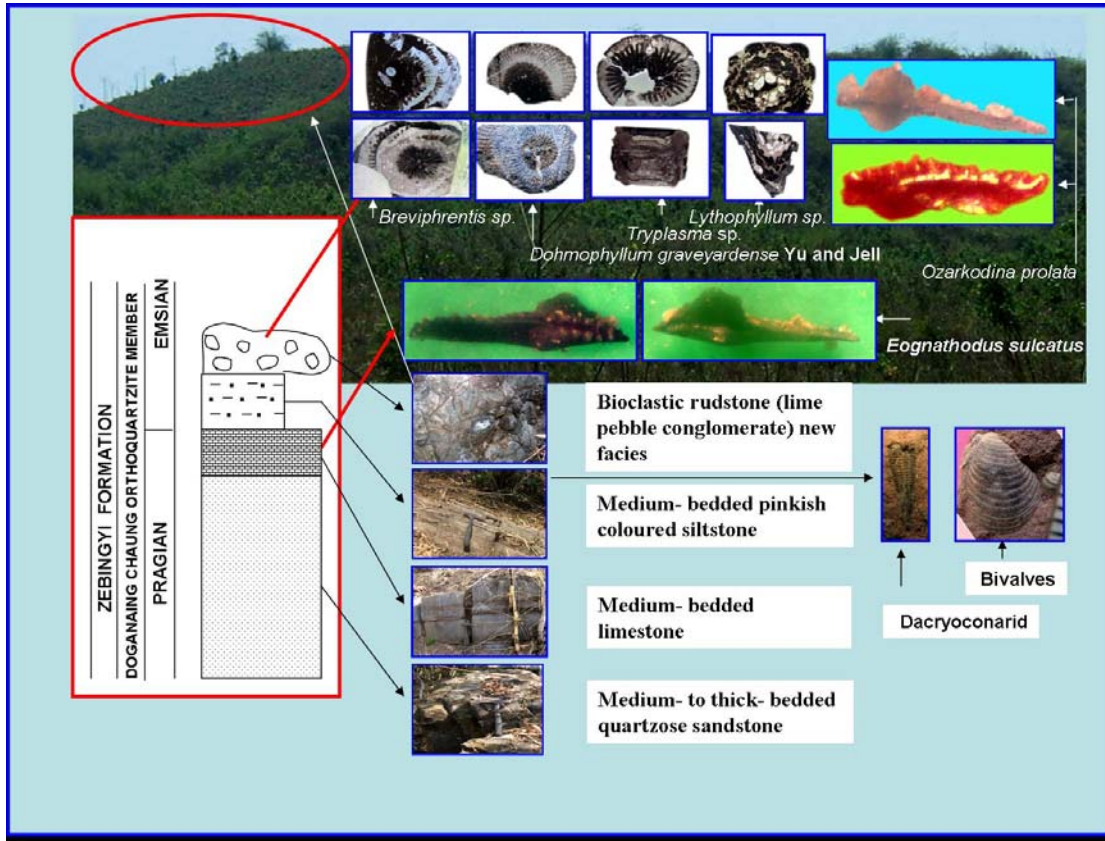 Breviphrentis sp.
Lythophyllum sp.
Tryplasma sp.
Dohmophyllum graveyardense Yu and Jell
Ozarkodina prolata
Eognathodus sulcatus
ZEBINGYI FORMATION
DOGANAING CHAUNG ORTHOQUARTZITE MEMBER
EMSIAN
PRAGIAN
Bioclastic rudstone (lime
pebble conglomerate) new
facies
Medium- bedded pinkish
coloured siltstone
Medium- bedded
limestone
Medium- to thick- bedded
quartzose sandstone
Bivalves
Dacryoconarid